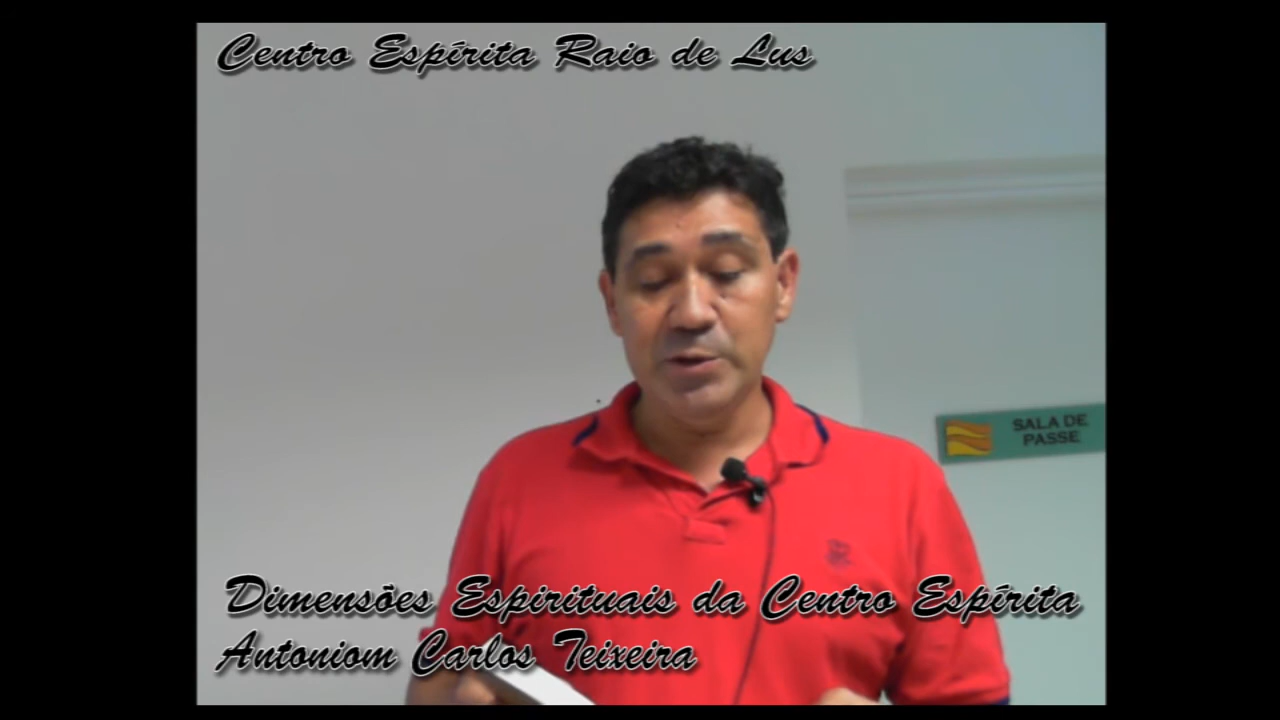 Centro Espírita Raio de Lus
SALA DE
PASSE
Dimensões Espirituais da Centro Espírita
Antoniom Carlos Teixeira